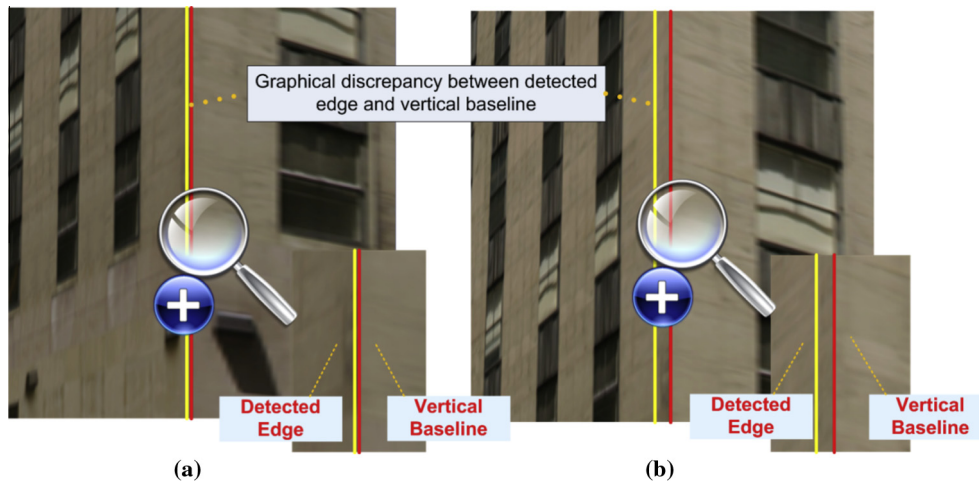 Graphical discrepancy between detected
edge and vertical baseline
Detected
Edge
Vertical
Baseline
Detected
Edge
Vertical
Baseline
(a)
(b)